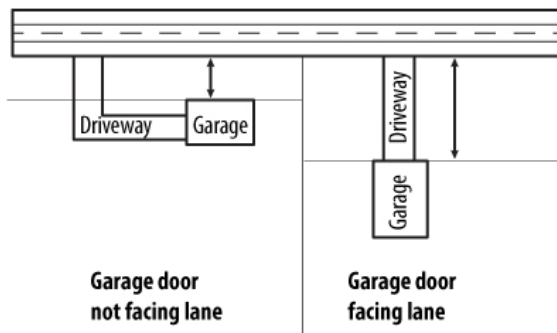 Driveway
Garage
Driveway
Garage
Garage door
not facing lane
Garage door
facing lane